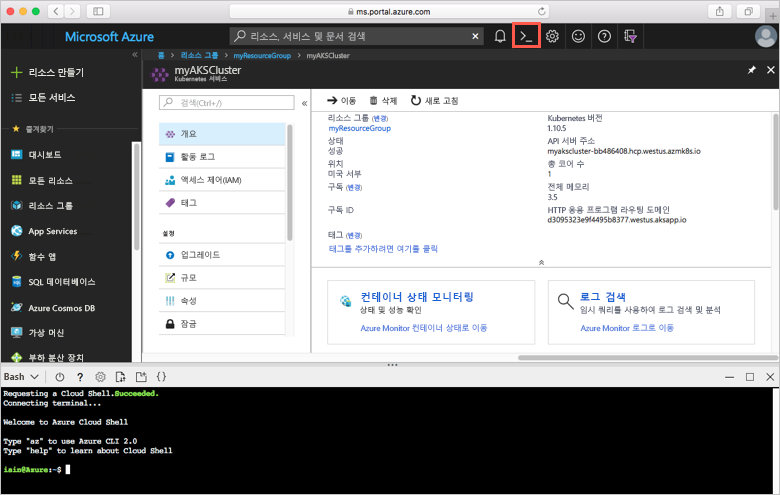 ms.portal.azure.com
Microsoft Azure
리소스, 서비스 및 문서 검색
홈 > 리소스 그룹 > myResourceGroup > myAKSCluster
리소스 만들기
모든 서비스
즐겨찾기
대시보드
모든 리소스
리소스 그룹
App Services
함수 앱
SQL 데이터베이스
Azure Cosmos DB
가상 머신
부하 분산 장치
myAKSCluster
Kubernetes 서비스
검색(Ctrl+/)
개요
활동 로그
액세스 제어(IAM)
태그
설정
업그레이드
규모
속성
잠금
이동 삭제 새로 고침
리소스 그룹 (변경)
myResourceGroup
상태
성공
위치
미국 서부
구독 (변경)
구독 ID
태그 (변경)
태그를 추가하려면 여기를 클릭
Kubernetes 버전
1.10.5
API 서버 주소
myakscluster-bb486408.hcp.westus.azmk8s.io
총 코어 수
1
전체 메모리
3.5
HTTP 응용 프로그램 라우팅 도메인
d3095323e9f4495b8377.westus.aksapp.io
컨테이너 상태 모니터링
상태 및 성능 확인
Azure Monitor 컨테이너 상태로 이동
로그 검색
임시 쿼리를 사용하여 로그 검색 및 분석
Azure Monitor 로그로 이동
Bash
Requesting a Cloud Shell.Succeeded.
Connecting terminal...
Welcome to Azure Cloud Shell
Type "az" to use Azure CLI 2.0
Type "help" to learn about Cloud Shell
iain@Azure:~$